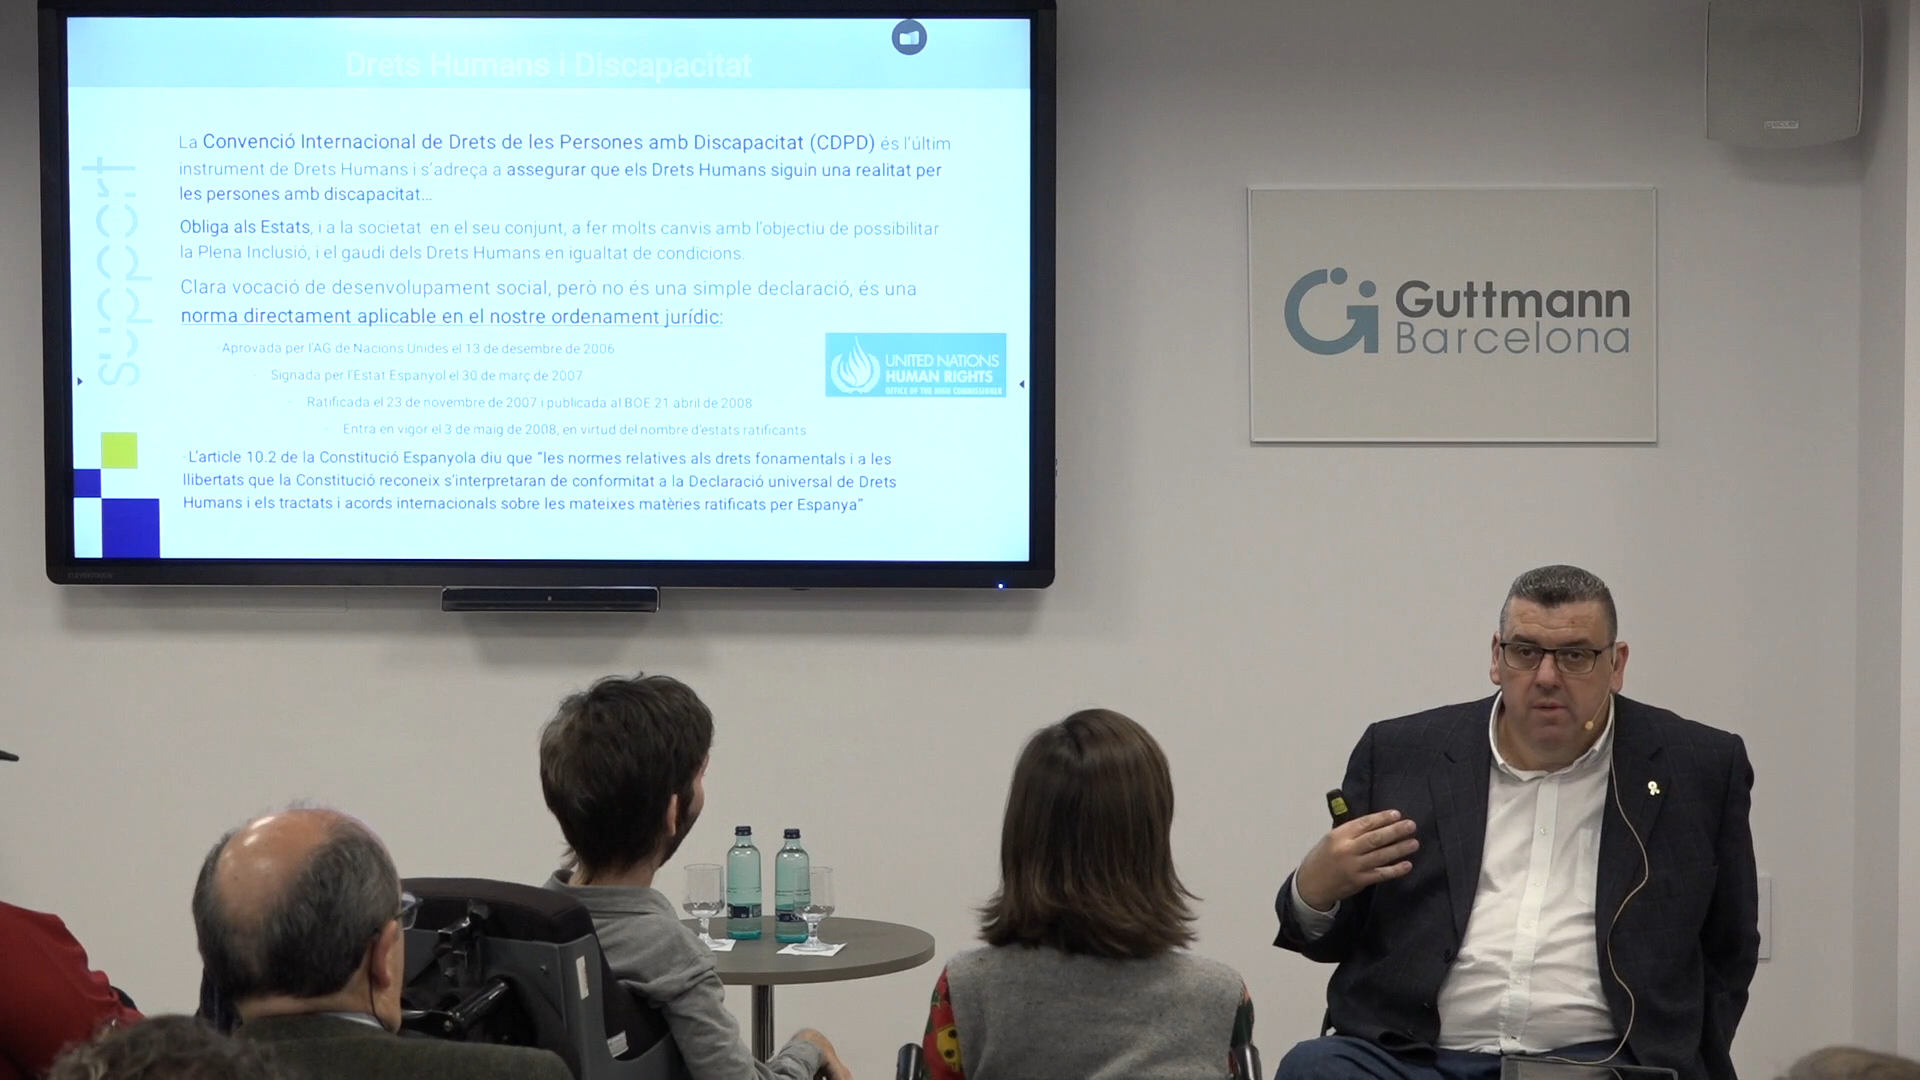 Drets Humans i Discapacitat
support
La Convenció Internacional de Drets de les Persones amb Discapacitat (CDPD) és l'últim
instrument de Drets Humans i s'adreça a assegurar que els Drets Humans siguin una realitat per
les persones amb discapacitat...
Obliga als Estats, i a la societat en el seu conjunt, a fer molts canvis amb l'objectiu de possibilitar
la Plena Inclusió, i el gaudi dels Drets Humans en igualtat de condicions.
Clara vocació de desenvolupament social, però no és una simple declaració, és una
norma directament aplicable en el nostre ordenament jurídic:
Aprovada per l'AG de Nacions Unides el 13 de desembre de 2006
Signada per l'Estat Espanyol el 30 de març de 2007
Ratificada el 23 de novembre de 2007 i publicada al BOE 21 abril de 2008
Entra en vigor el 3 de maig de 2008, en virtud del nombre d'estats ratificants
UNITED NATIONS
HUMAN RIGHTS
OFFICE OF THE HIGH COMMISSIONER
L'article 10.2 de la Constitució Espanyola diu que "les normes relatives als drets fonamentals i a les
llibertats que la Constitució reconeix s'interpretaran de conformitat a la Declaració universal de Drets
Humans i els tractats i acords internacionals sobre les mateixes matèries ratificats per Espanya"
Guttmann
Barcelona